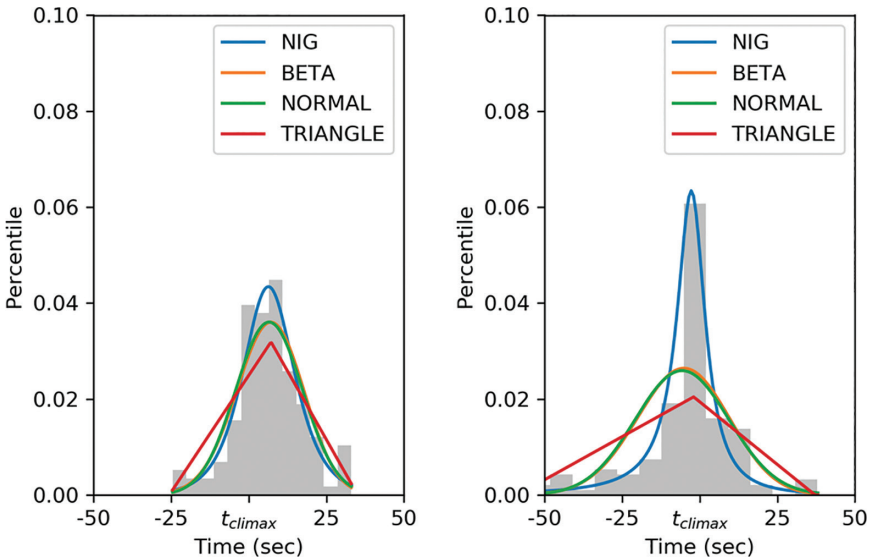 0.10
0.08
0.06
0.04
0.02
0.00
Percentile
NIG
BETA
NORMAL
TRIANGLE
-50
-25
tclimax
25
50
Time (sec)
0.10
0.08
0.06
0.04
0.02
0.00
Percentile
NIG
BETA
NORMAL
TRIANGLE
-50
-25
tclimax
25
50
Time (sec)